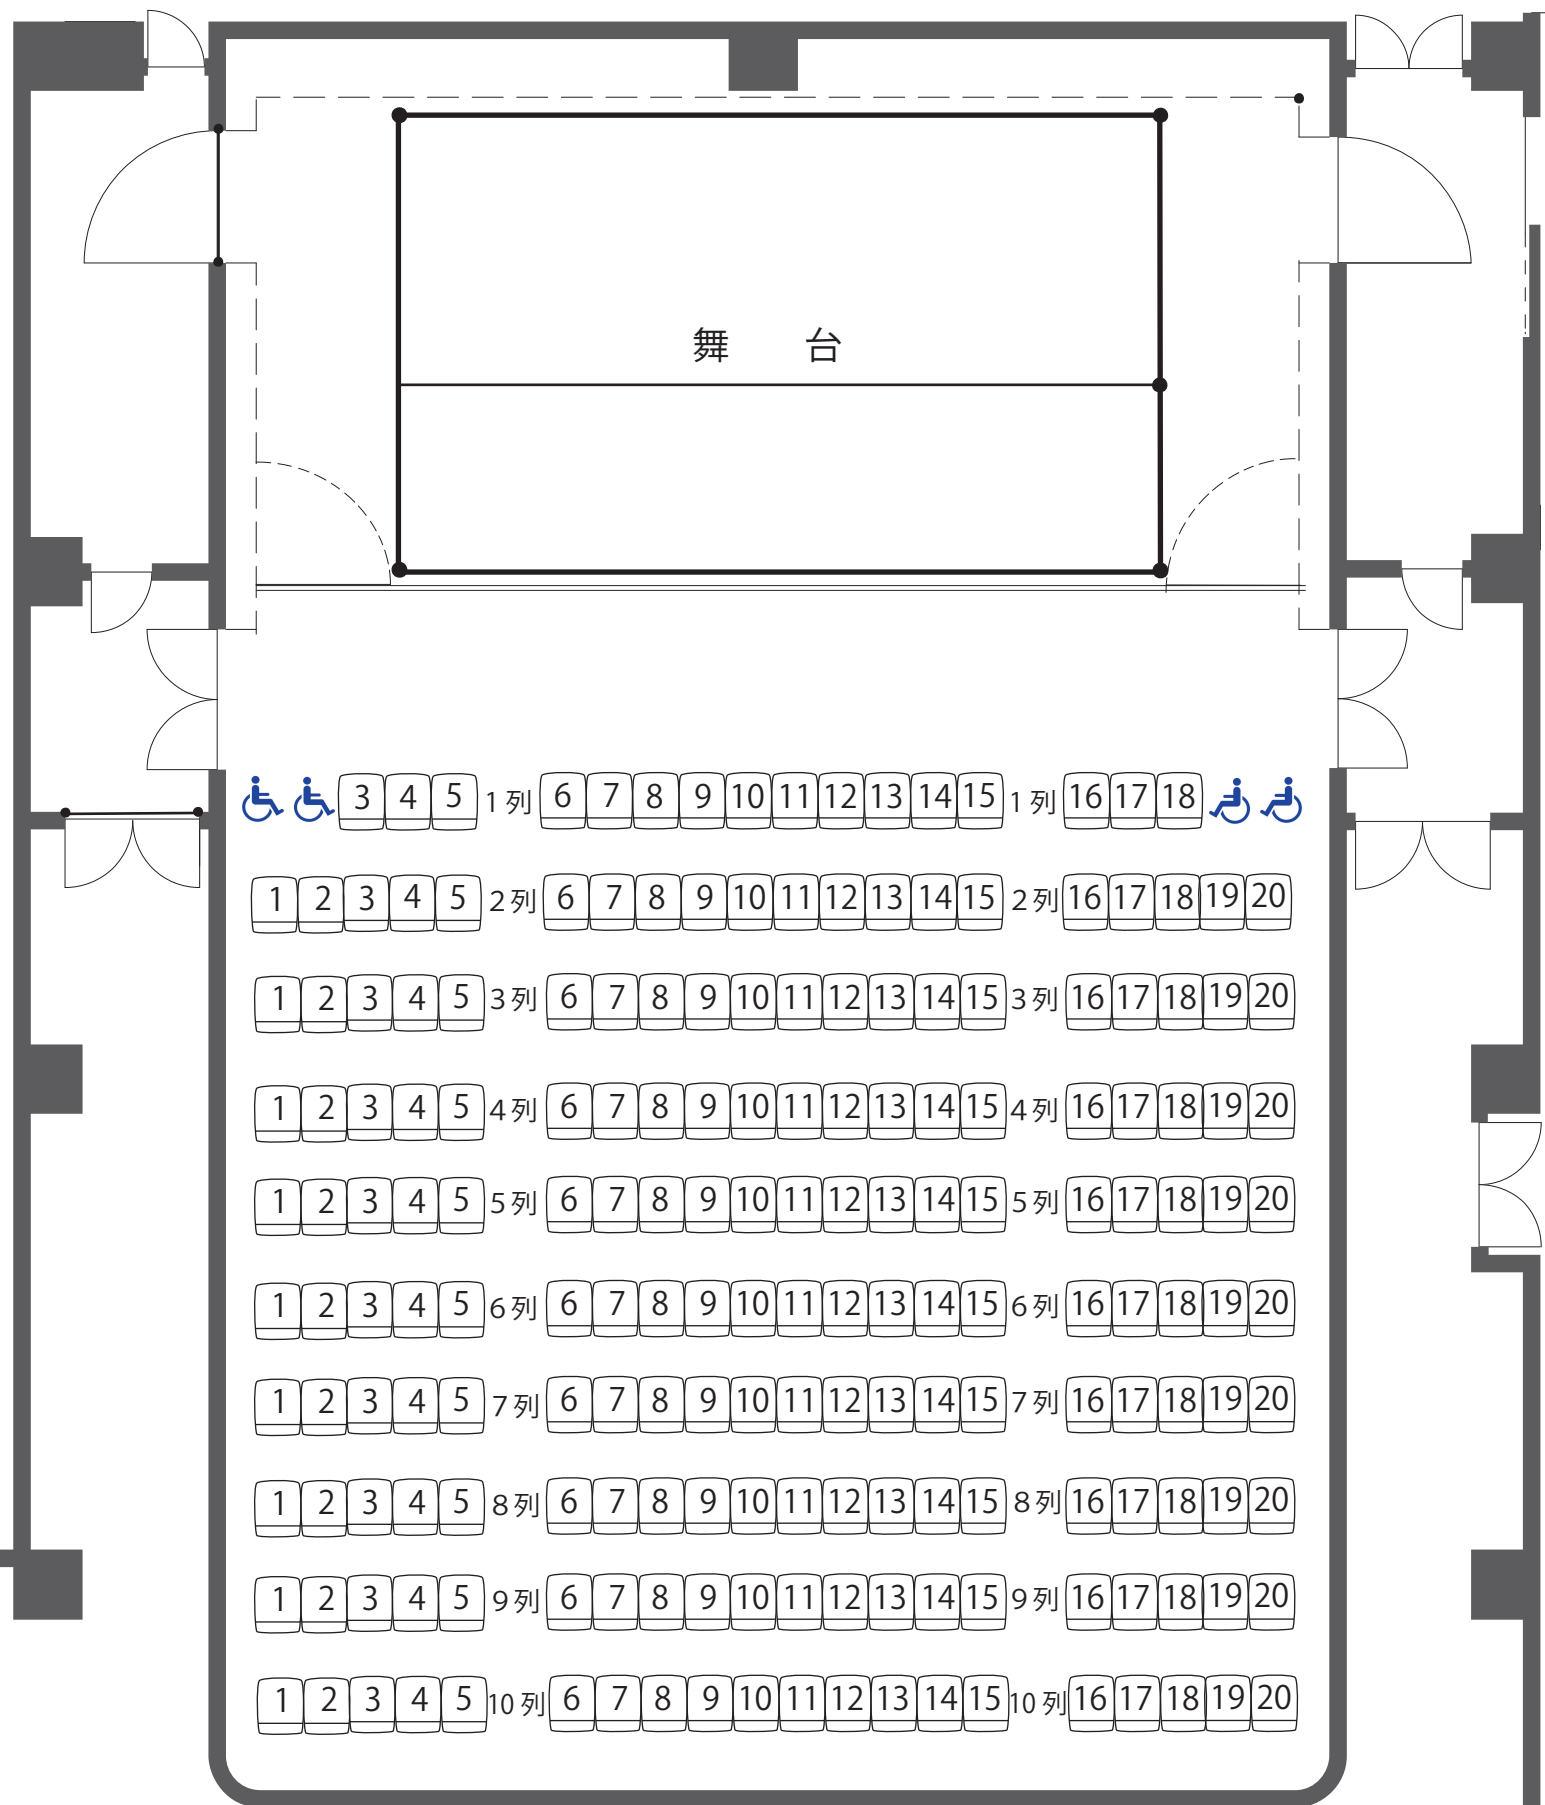 舞　台
3 4 5 1列 6 7 8 9 10 11 12 13 14 15 1列 16 17 18
1 2 3 4 5 2列 6 7 8 9 10 11 12 13 14 15 2列 16 17 18 19 20
1 2 3 4 5 3列 6 7 8 9 10 11 12 13 14 15 3列 16 17 18 19 20
1 2 3 4 5 4列 6 7 8 9 10 11 12 13 14 15 4列 16 17 18 19 20
1 2 3 4 5 5列 6 7 8 9 10 11 12 13 14 15 5列 16 17 18 19 20
1 2 3 4 5 6列 6 7 8 9 10 11 12 13 14 15 6列 16 17 18 19 20
1 2 3 4 5 7列 6 7 8 9 10 11 12 13 14 15 7列 16 17 18 19 20
1 2 3 4 5 8列 6 7 8 9 10 11 12 13 14 15 8列 16 17 18 19 20
1 2 3 4 5 9列 6 7 8 9 10 11 12 13 14 15 9列 16 17 18 19 20
1 2 3 4 5 10列 6 7 8 9 10 11 12 13 14 15 10列 16 17 18 19 20